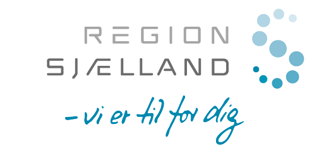 REGION
SJÆLLAND
- vi er til for dig